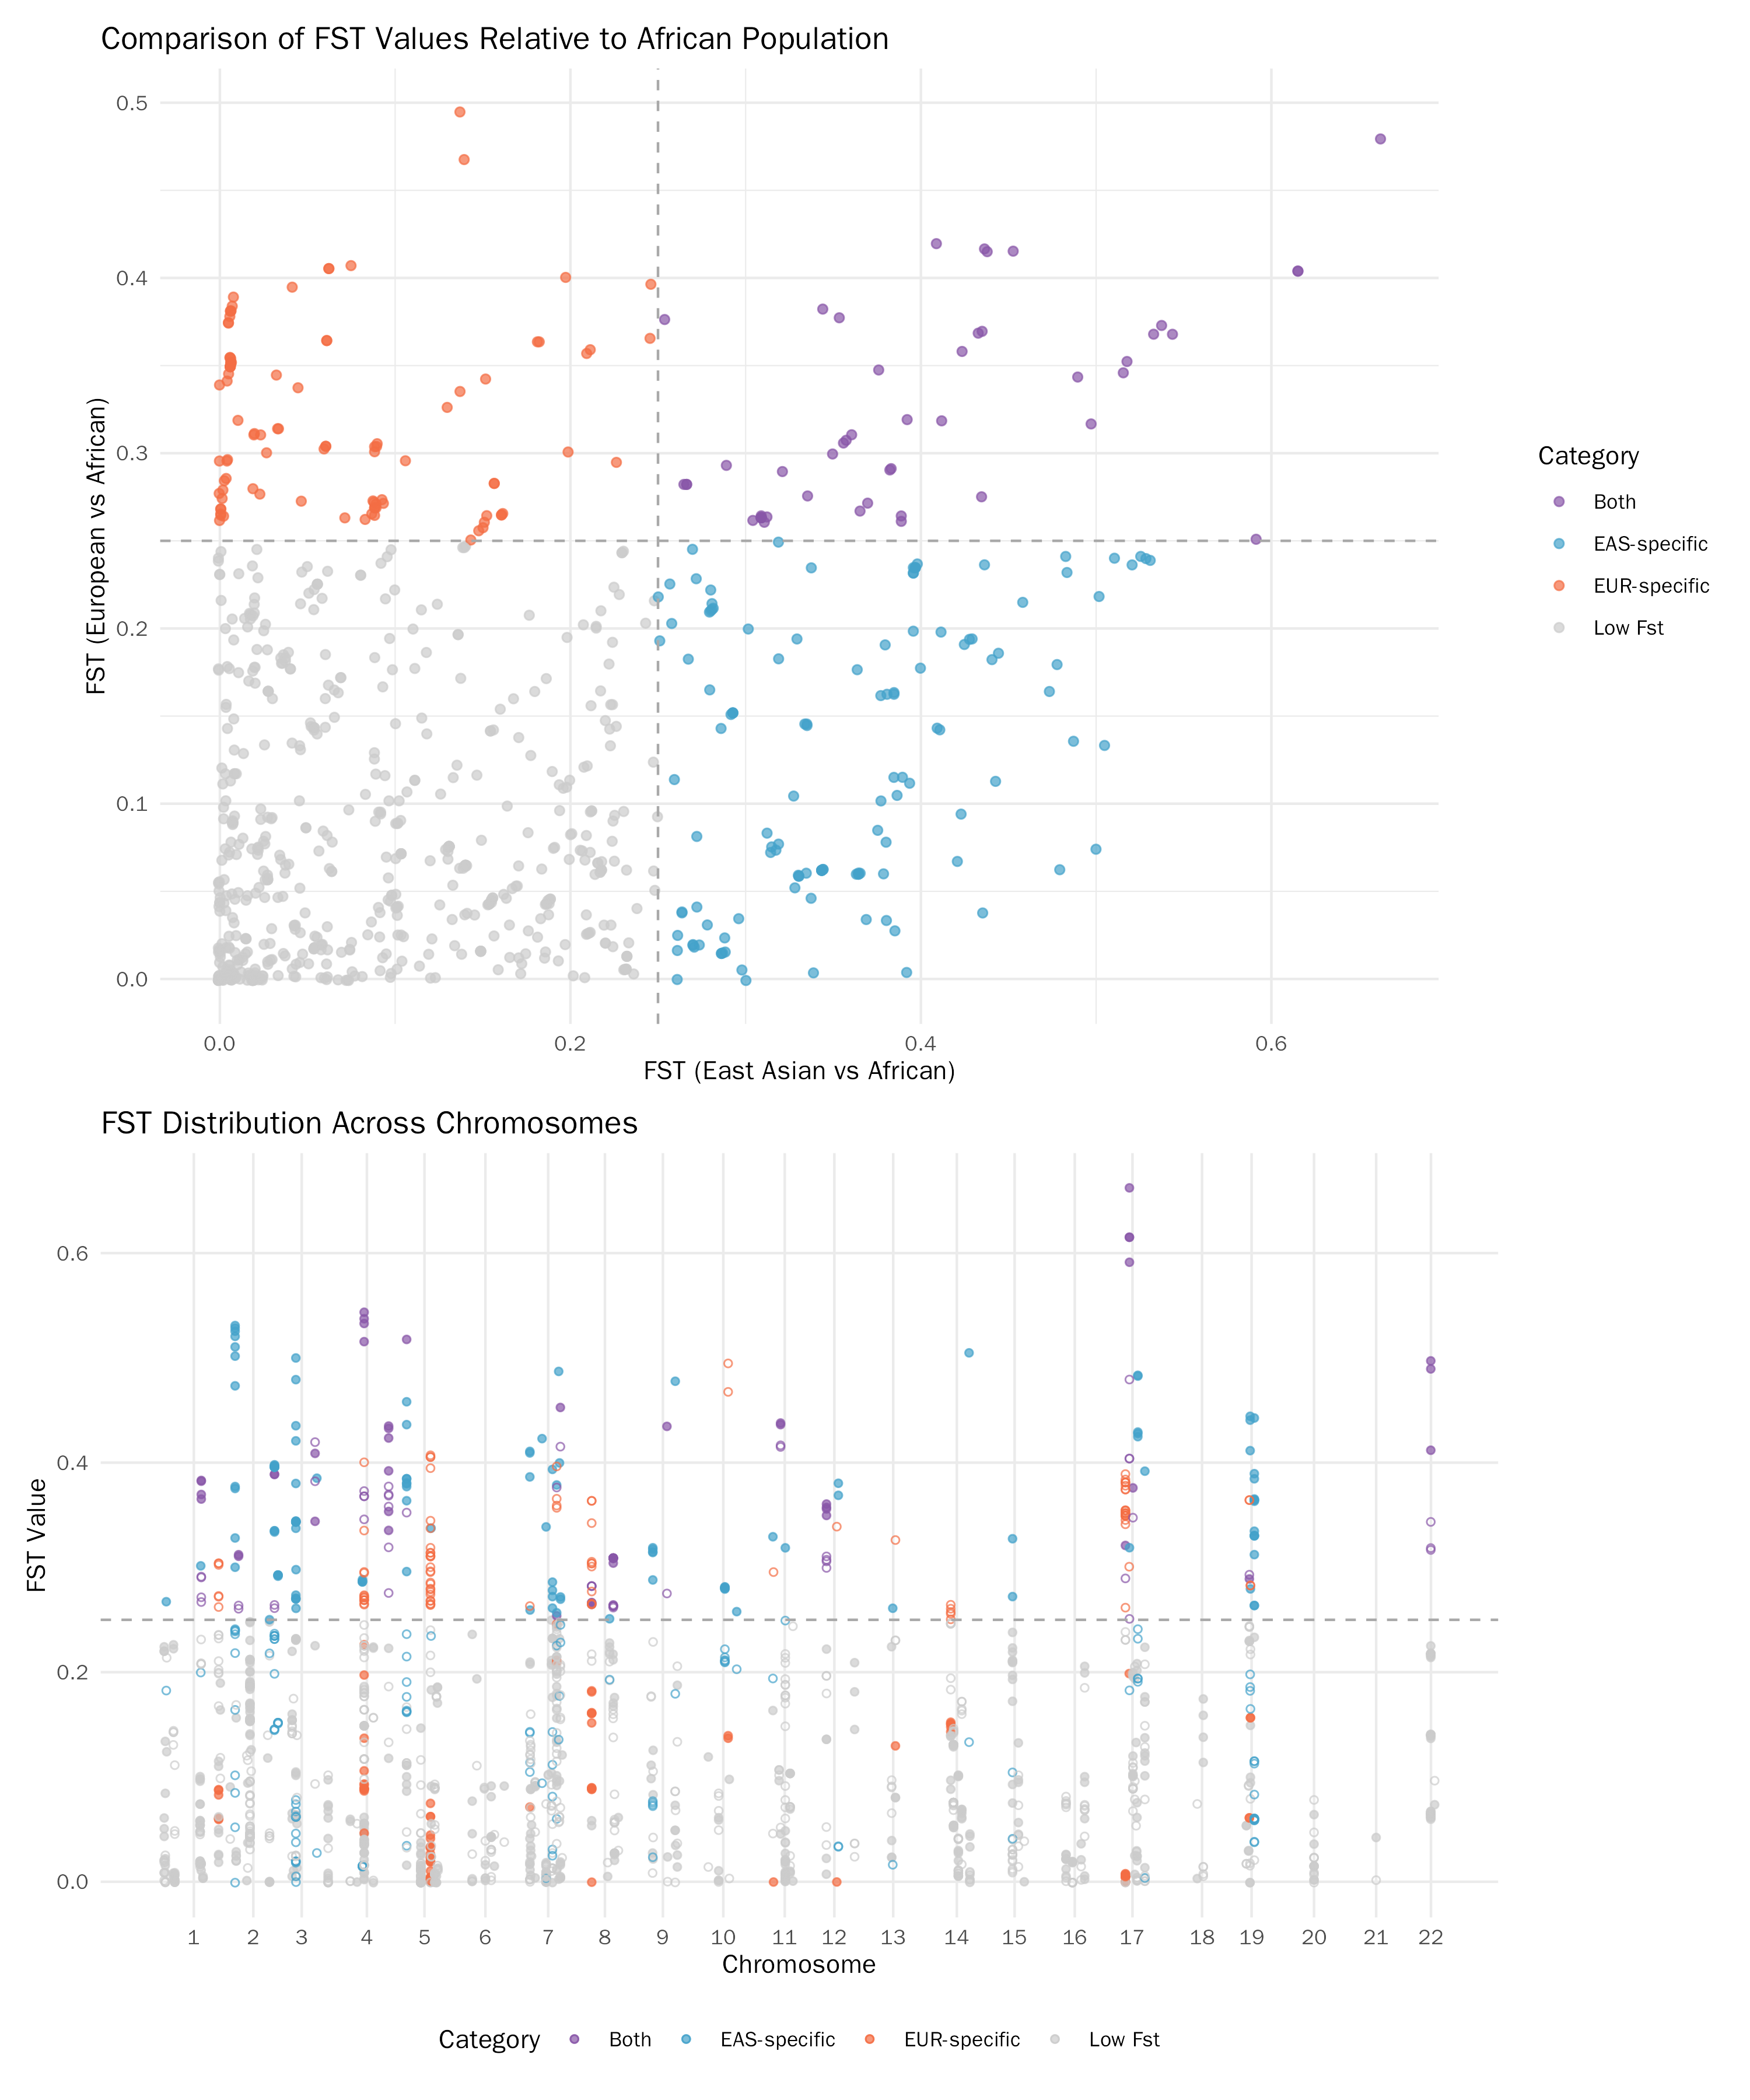 Comparison of FST Values Relative to African Population
0.5
0.4
0.3
0.2
0.1
0.0
FST (European vs African)
0.0 0.2 0.4 0.6
FST (East Asian vs African)
Category
Both
EAS-specific
EUR-specific
Low Fst
FST Distribution Across Chromosomes
0.6
0.4
0.2
0.0
FST Value
1 2 3 4 5 6 7 8 9 10 11 12 13 14 15 16 17 18 19 20 21 22
Chromosome
Category Both EAS-specific EUR-specific Low Fst